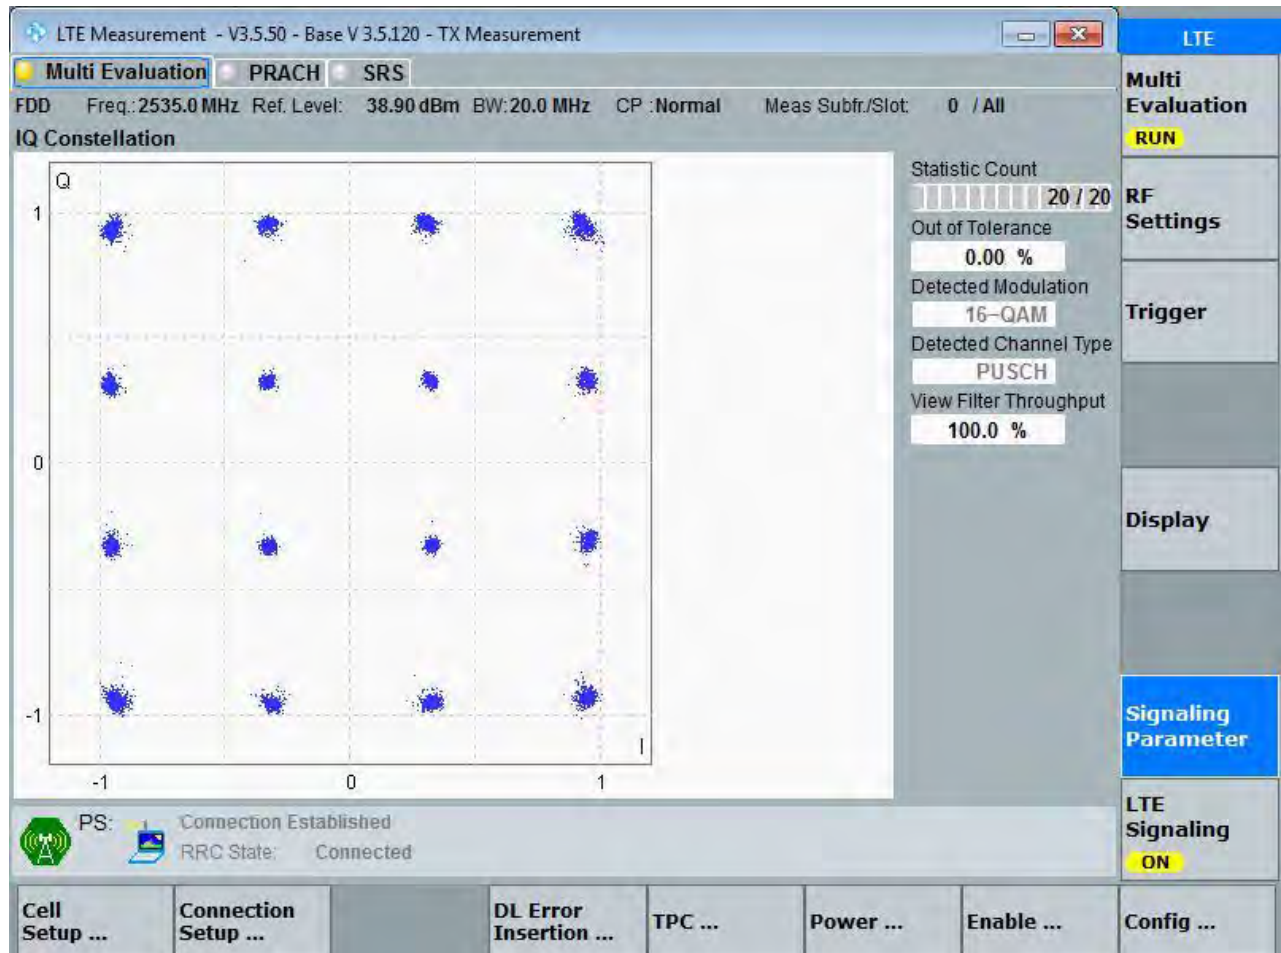 LTE Measurement - V3.5.50 - Base V 3.5.120 - TX Measurement
LTE
Multi Evaluation PRACH SRS
FDD Freq.: 2535.0 MHz Ref. Level: 38.90 dBm BW: 20.0 MHz CP : Normal Meas Subfr./Slot: 0 / All
IQ Constellation
Q
1
0
-1
I
-1 0 1
Statistic Count
20 / 20
Out of Tolerance
0.00 %
Detected Modulation
16-QAM
Detected Channel Type
PUSCH
View Filter Throughput
100.0 %
Multi
Evaluation
RUN
RF
Settings
Trigger
Display
Signaling
Parameter
LTE
Signaling
ON
PS: Connection Established
RRC State: Connected
Cell
Setup ...
Connection
Setup ...
DL Error
Insertion ...
TPC ...
Power ...
Enable ...
Config ...